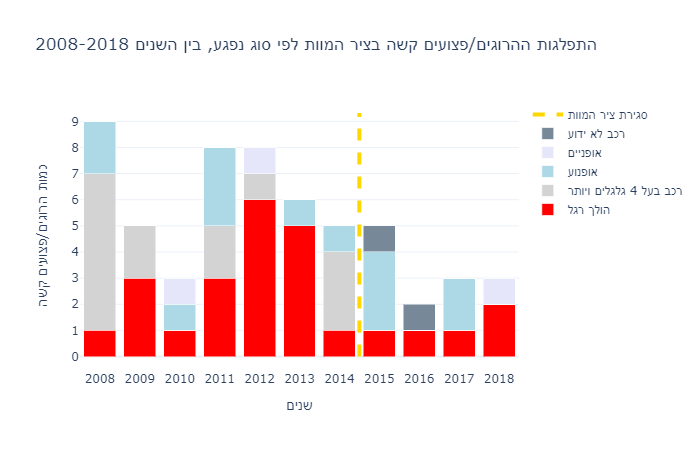 התפלגות ההרוגים/פצועים קשה בציר המוות לפי סוג נפגע, בין השנים 2008-2018
סגירת ציר המוות
רכב לא ידוע
אופניים
אופנוע
רכב בעל 4 גלגלים ויותר
הולך רגל
כמות הרוגים/פצועים קשה
9
8
7
6
5
4
3
2
1
0
2008 2009 2010 2011 2012 2013 2014 2015 2016 2017 2018
שנים